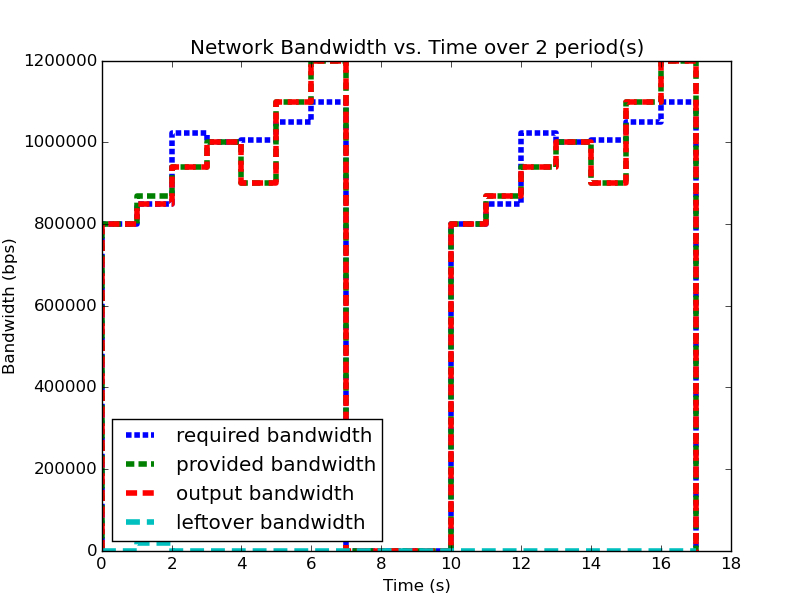 Network Bandwidth vs. Time over 2 period(s)
1200000
1000000
800000
600000
400000
200000
0
Bandwidth (bps)
required bandwidth
provided bandwidth
output bandwidth
leftover bandwidth
0 2 4 6 8 10 12 14 16 18
Time (s)